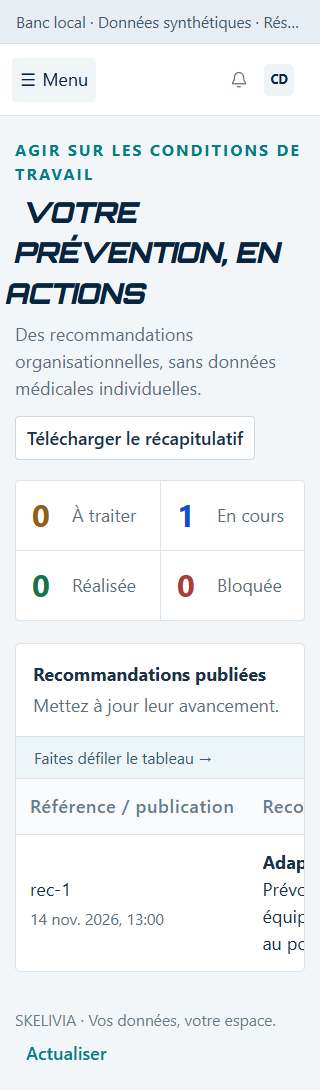 Banc local · Données synthétiques · Rés…
☰ Menu
CD
AGIR SUR LES CONDITIONS DE
TRAVAIL
VOTRE
PRÉVENTION, EN
ACTIONS
Des recommandations
organisationnelles, sans données
médicales individuelles.
Télécharger le récapitulatif
0 À traiter
1 En cours
0 Réalisée
0 Bloquée
Recommandations publiées
Mettez à jour leur avancement.
Faites défiler le tableau →
Référence / publication Reco
Adap
rec-1 Prévo
14 nov. 2026, 13:00 équip
au po
SKELIVIA · Vos données, votre espace.
Actualiser